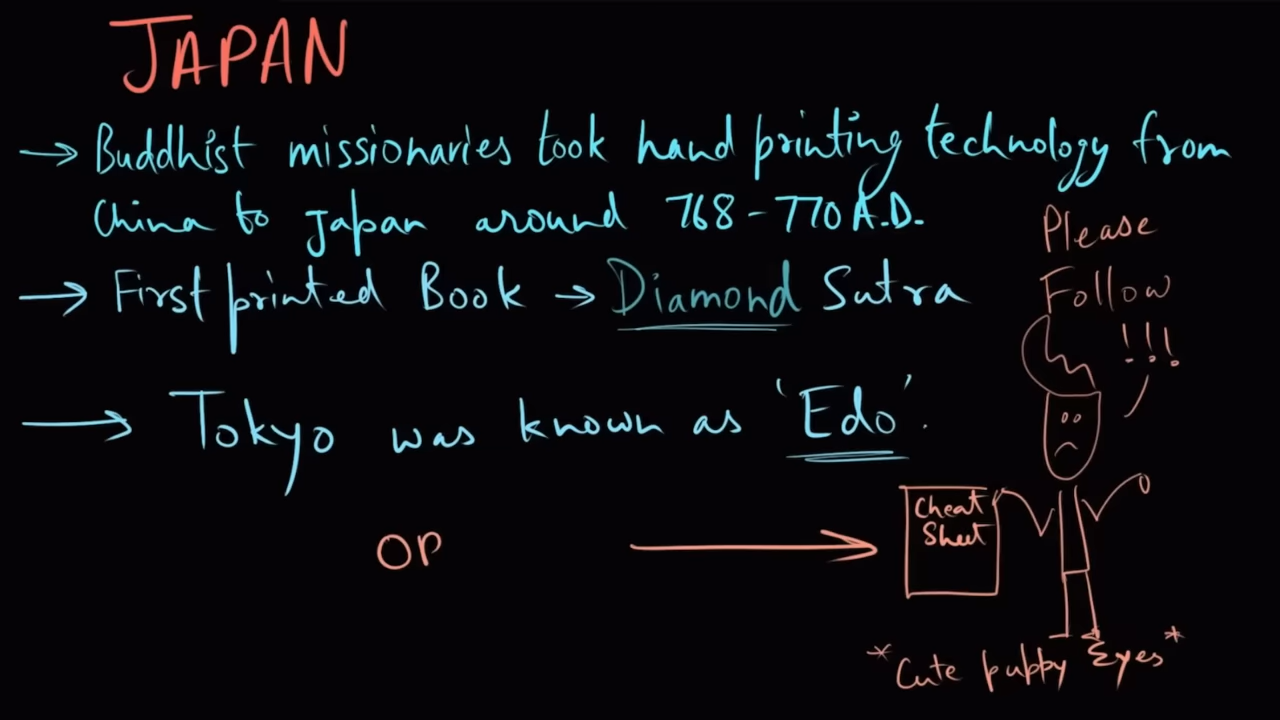 JAPAN
→ Buddhist missionaries took hand printing technology from
China to Japan around 768-770 A.D.
→ First printed Book → Diamond Sutra
→ Tokyo was known as 'Edo'.
Please
Follow
!!!
OP
Cheat
Sheet
*Cute puppy Eyes*